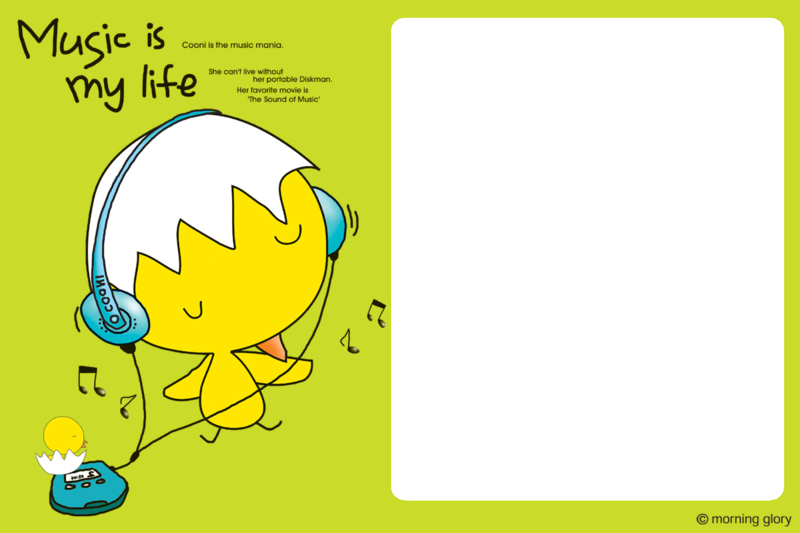 Music is
my life
Cooni is the music mania.
She can't live without
her portable Diskman.
Her favorite movie is
'The Sound of Music'
COONI
© morning glory